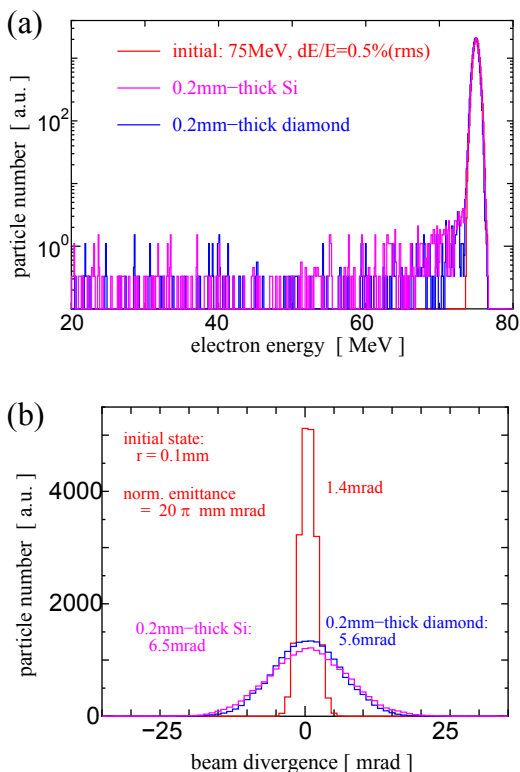 (a)
initial: 75MeV, dE/E=0.5%(rms)
0.2mm−thick Si
0.2mm−thick diamond
particle number [ a.u. ]
10^2
10^0
20 40 60 80
electron energy [ MeV ]
(b)
initial state:
r = 0.1mm
norm. emittance
= 20 π mm mrad
1.4mrad
0.2mm−thick Si:
6.5mrad
0.2mm−thick diamond:
5.6mrad
particle number [ a.u. ]
4000
2000
0
−25 0 25
beam divergence [ mrad ]